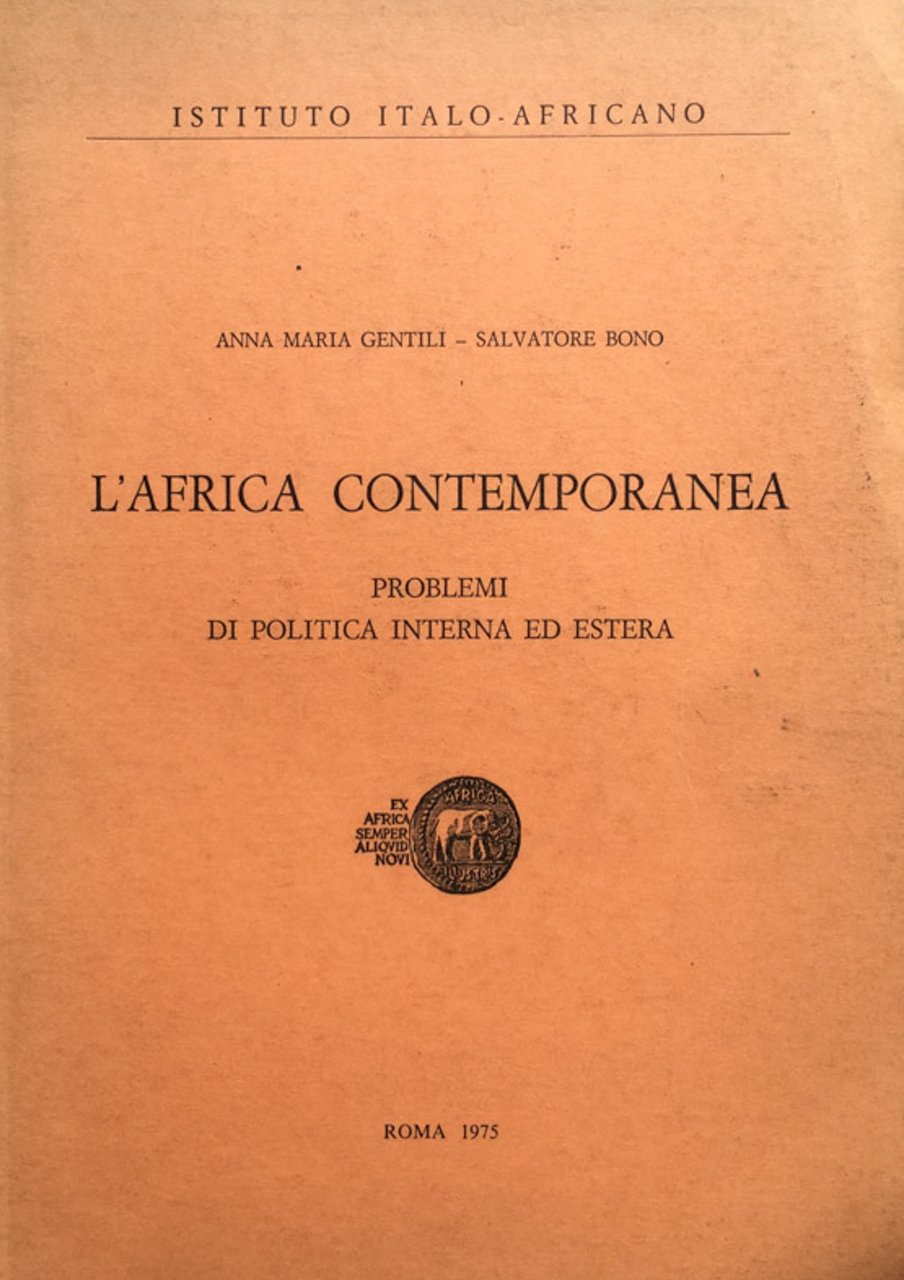 ISTITUTO ITALO-AFRICANO
ANNA MARIA GENTILI – SALVATORE BONO
L'AFRICA CONTEMPORANEA
PROBLEMI
DI POLITICA INTERNA ED ESTERA
EX
AFRICA
SEMPER
ALIQVID
NOVI
AFRICA
ILLUSTRIS
ROMA 1975